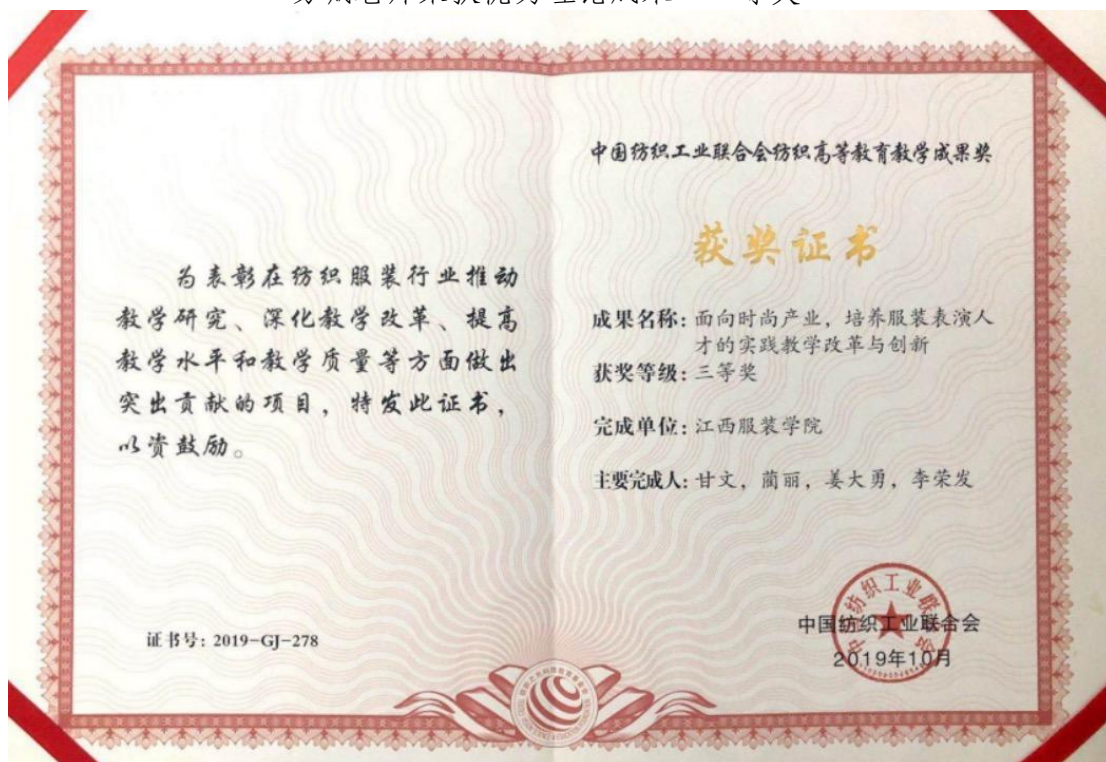 为表彰在纺织服装行业推动
教学研究、深化教学改革、提高
教学水平和教学质量等方面做出
突出贡献的项目，特发此证书，
以资鼓励。
证书号：2019-GJ-278
中国纺织工业联合会纺织高等教育教学成果奖
获奖证书
成果名称：面向时尚产业，培养服装表演人
才的实践教学改革与创新
获奖等级：三等奖
完成单位：江西服装学院
主要完成人：甘文，蔺丽，姜大勇，李荣发
中国纺织工业联合会
2019年10月